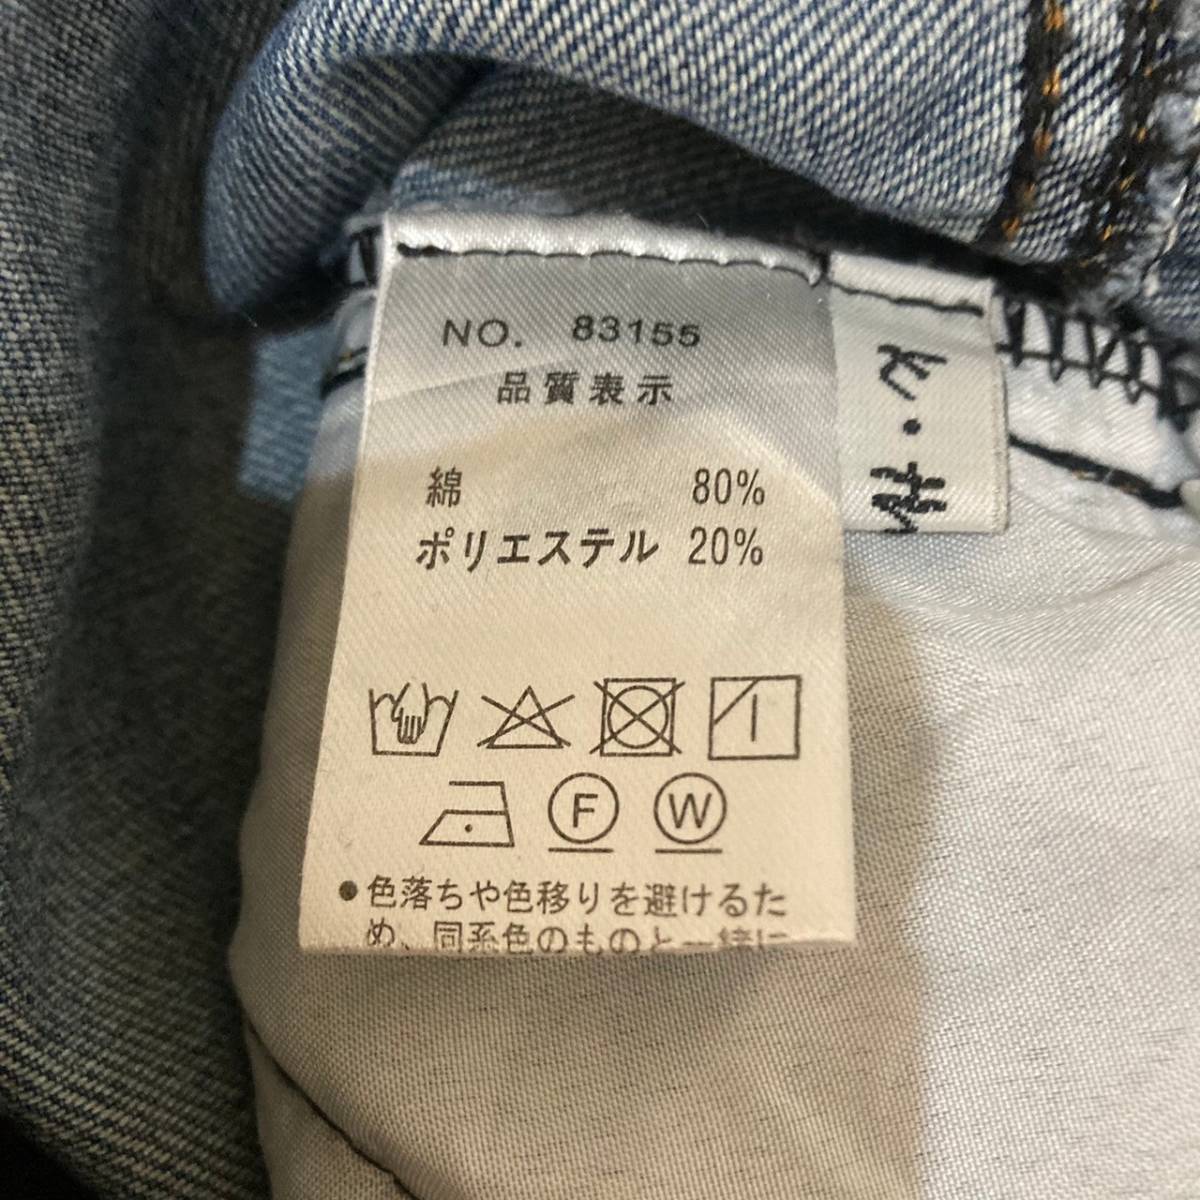 NO. 83155
品質表示
綿 80%
ポリエステル 20%
F W
●色落ちや色移りを避けるた
め、同系色のものと一緒に